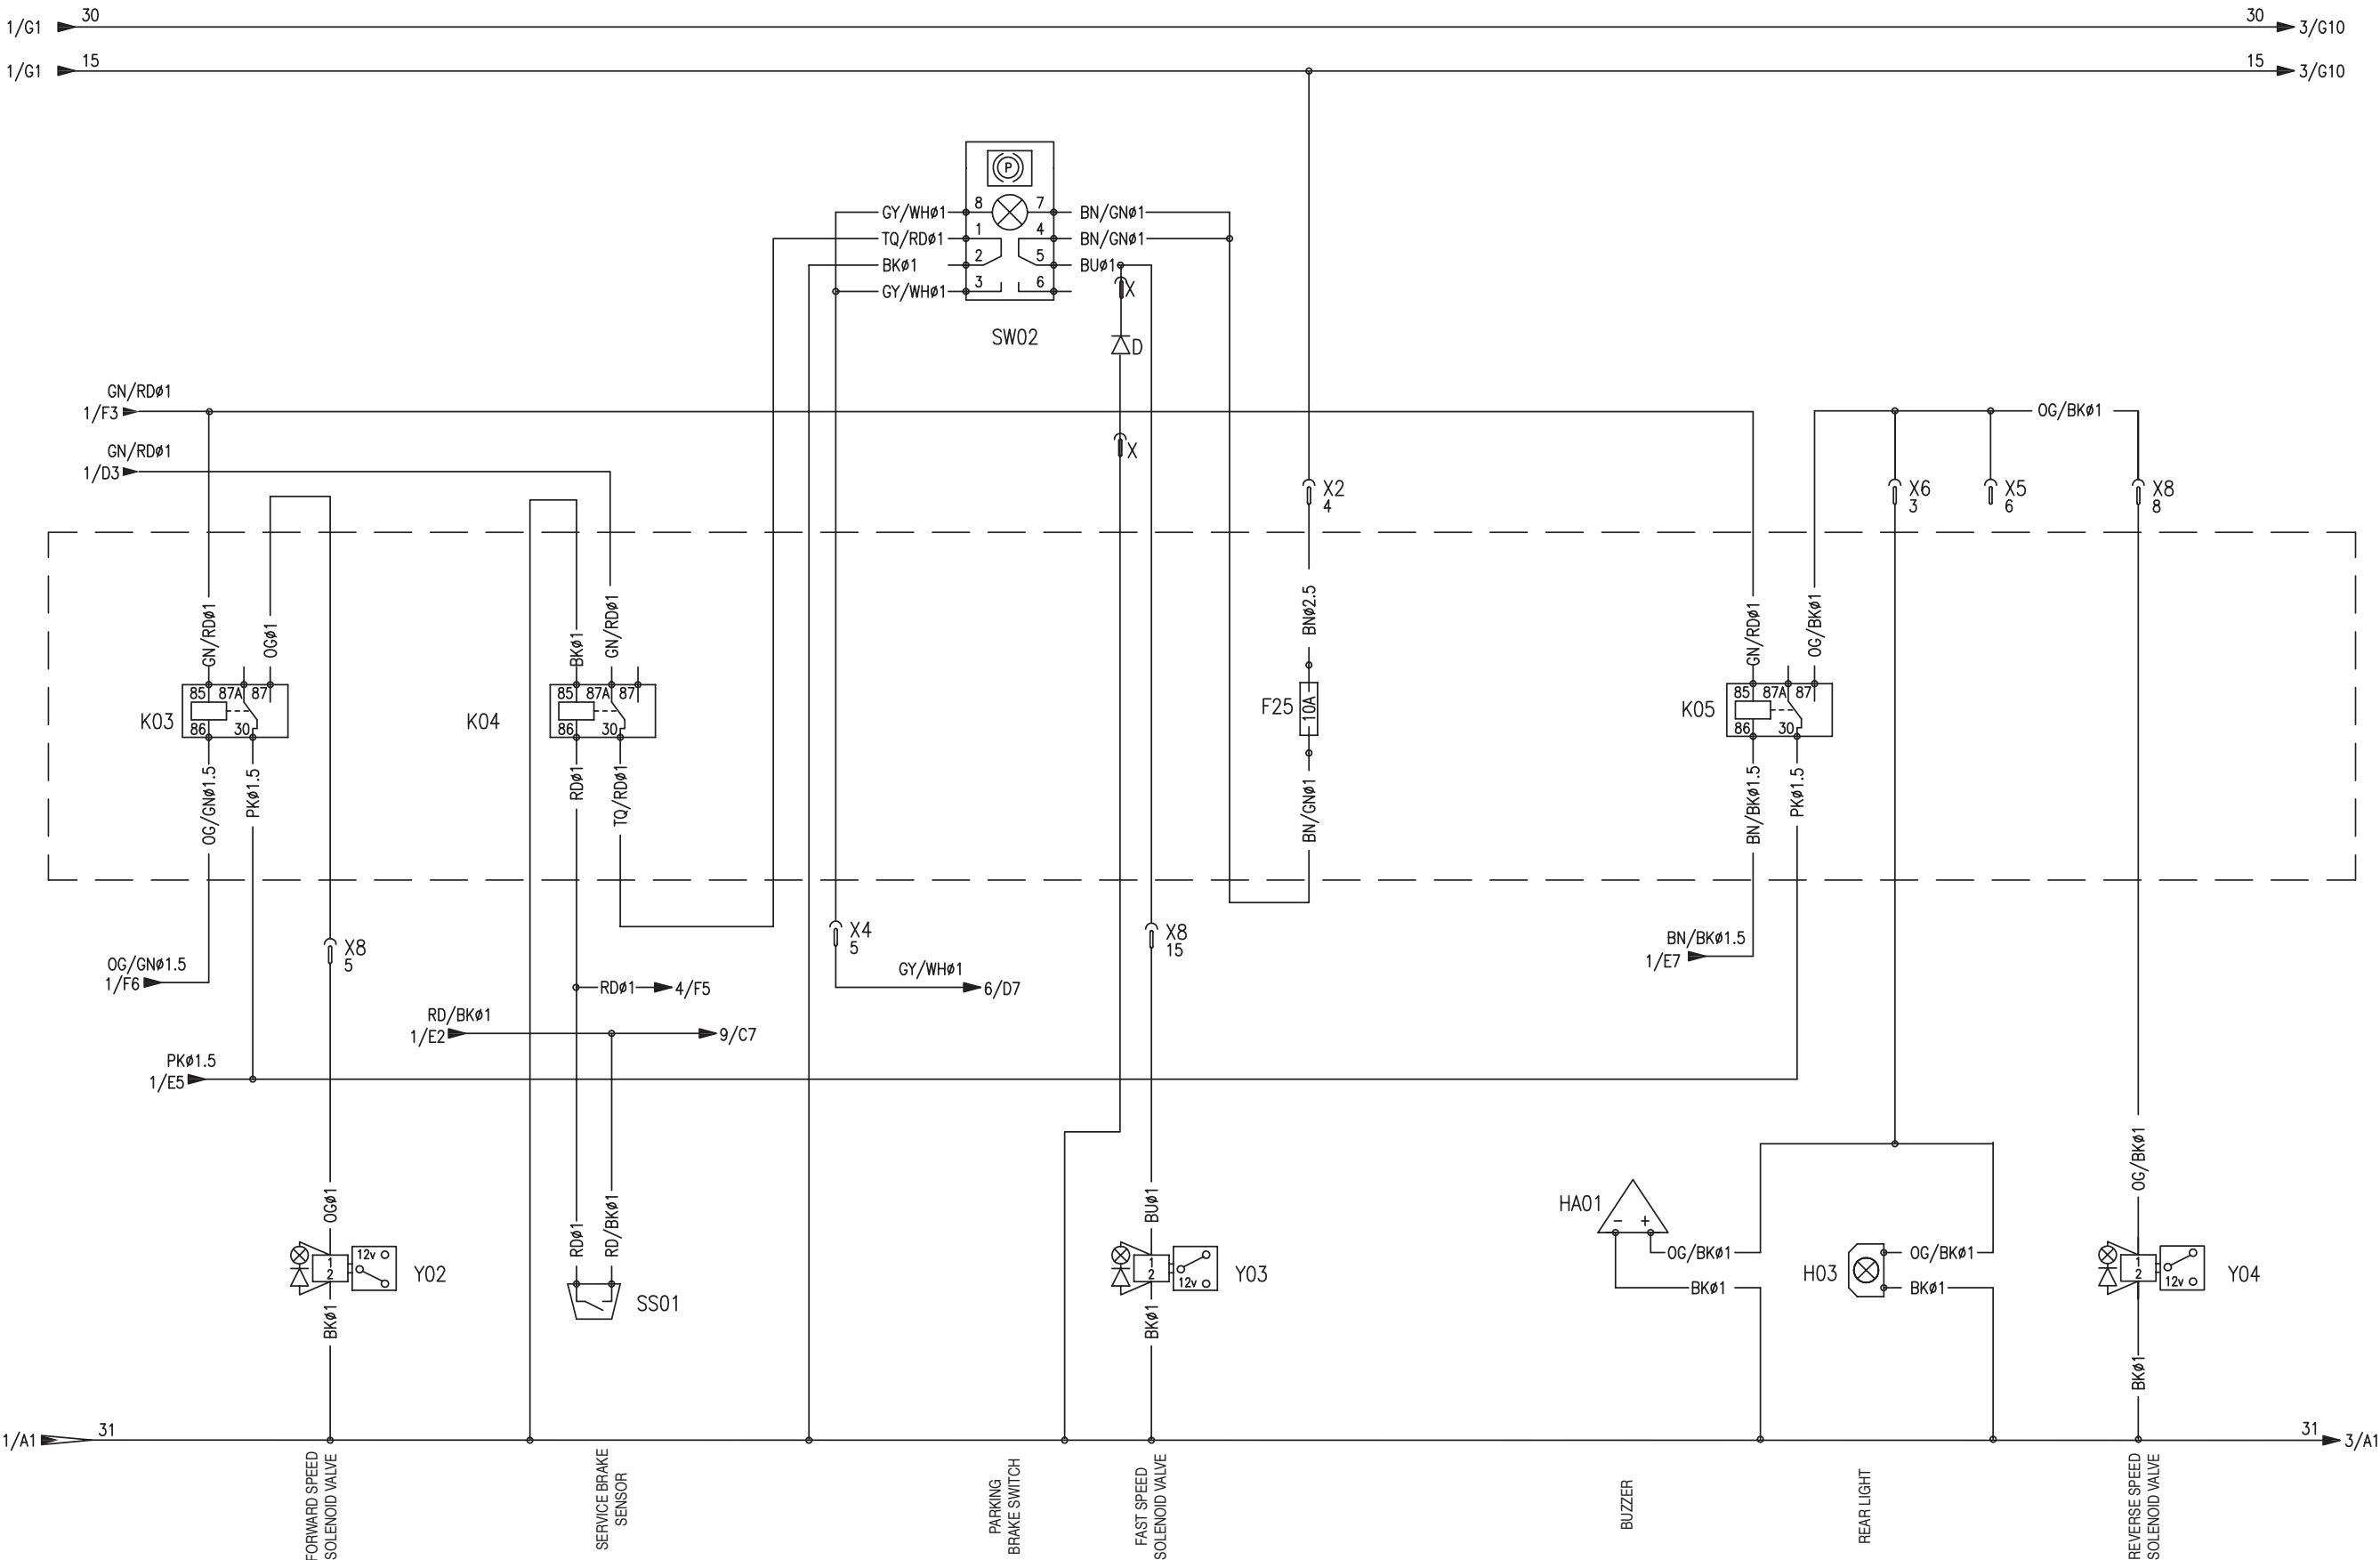 30
1/G1
30
3/G10
15
1/G1
15
3/G10
P
8
7
GY/WHø1
BN/GNø1
1
4
TQ/RDø1
BN/GNø1
2
5
BKø1
BUø1
3
6
GY/WHø1
X
SW02
D
GN/RDø1
1/F3
OG/BKø1
GN/RDø1
1/D3
X
X2
4
X6
3
X5
6
X8
8
GN/RDø1
OGø1
BKø1
GN/RDø1
BNø2.5
GN/RDø1
OG/BKø1
85 87A 87
K03
86 30
85 87A 87
K04
86 30
F25
10A
85 87A 87
K05
86 30
OG/GNø1.5
PKø1.5
RDø1
TQ/RDø1
BN/GNø1
BN/BKø1.5
PKø1.5
X8
5
X4
5
X8
15
BN/BKø1.5
1/E7
OG/GNø1.5
1/F6
RDø1
4/F5
GY/WHø1
6/D7
RD/BKø1
1/E2
9/C7
PKø1.5
1/E5
OGø1
RDø1
RD/BKø1
BUø1
OG/BKø1
1
2
12v
Y02
BKø1
SS01
1
2
12v
Y03
BKø1
HA01
- +
OG/BKø1
BKø1
H03
OG/BKø1
BKø1
1
2
12v
Y04
BKø1
31
1/A1
31
3/A1
FORWARD SPEED
SOLENOID VALVE
SERVICE BRAKE
SENSOR
PARKING
BRAKE SWITCH
FAST SPEED
SOLENOID VALVE
BUZZER
REAR LIGHT
REVERSE SPEED
SOLENOID VALVE